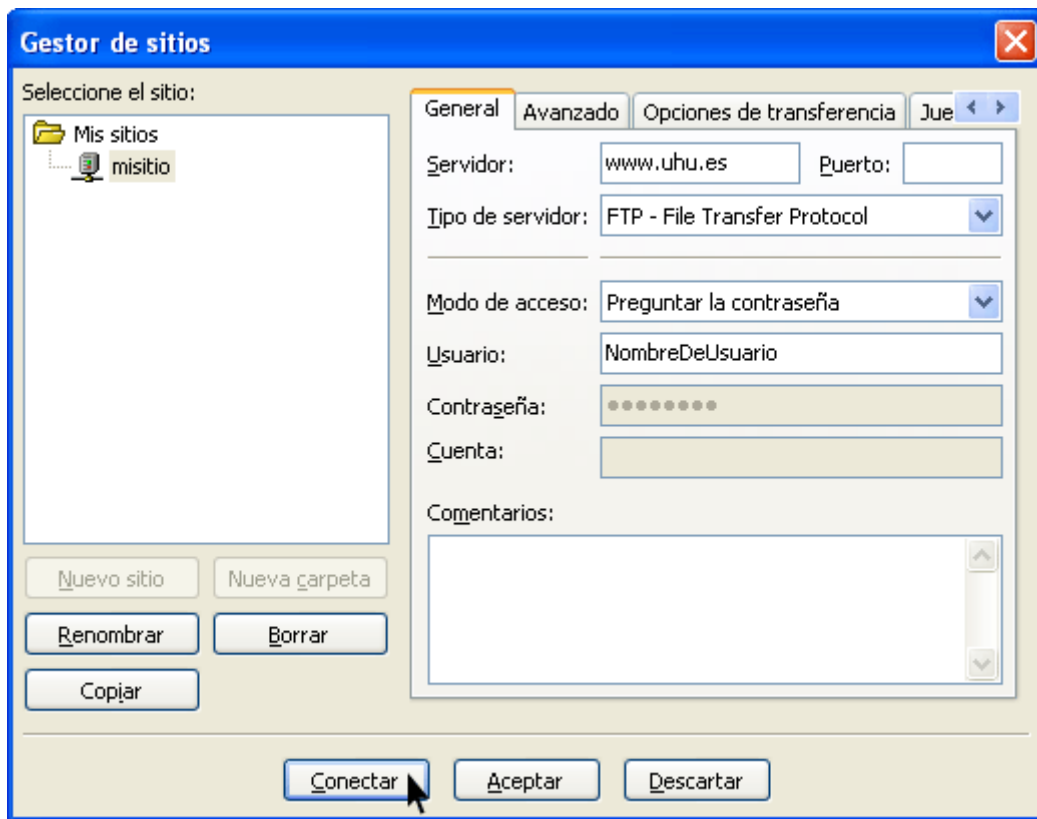 Gestor de sitios
Seleccione el sitio:
Mis sitios
misitio
Nuevo sitio Nueva carpeta
Renombrar Borrar
Copiar
General Avanzado Opciones de transferencia Jue
Servidor: www.uhu.es Puerto:
Tipo de servidor: FTP - File Transfer Protocol
Modo de acceso: Preguntar la contraseña
Usuario: NombreDeUsuario
Contraseña: ●●●●●●●●
Cuenta:
Comentarios:
Conectar Aceptar Descartar